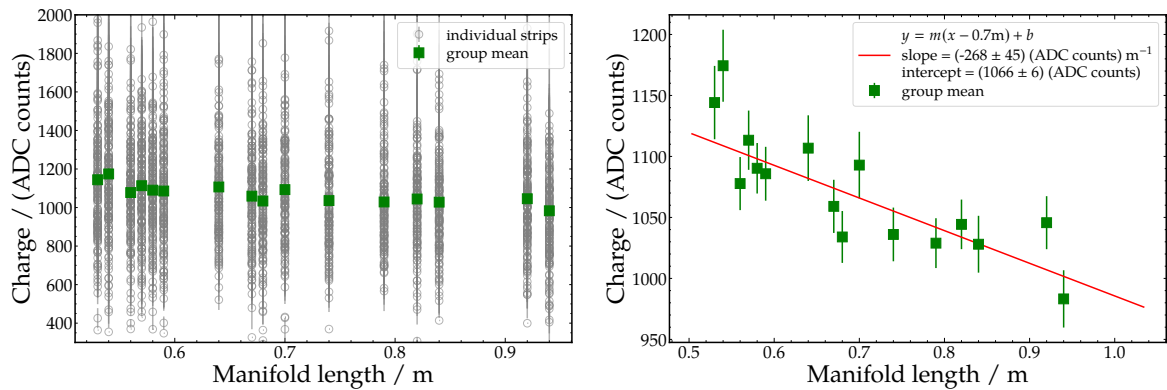 2000
1800
1600
1400
1200
1000
800
600
400
Charge / (ADC counts)
individual strips
group mean
0.6
0.7
0.8
0.9
Manifold length / m
1200
1150
1100
1050
1000
950
Charge / (ADC counts)
y = m(x − 0.7m) + b
slope = (-268 ± 45) (ADC counts) m⁻¹
intercept = (1066 ± 6) (ADC counts)
group mean
0.5
0.6
0.7
0.8
0.9
1.0
Manifold length / m